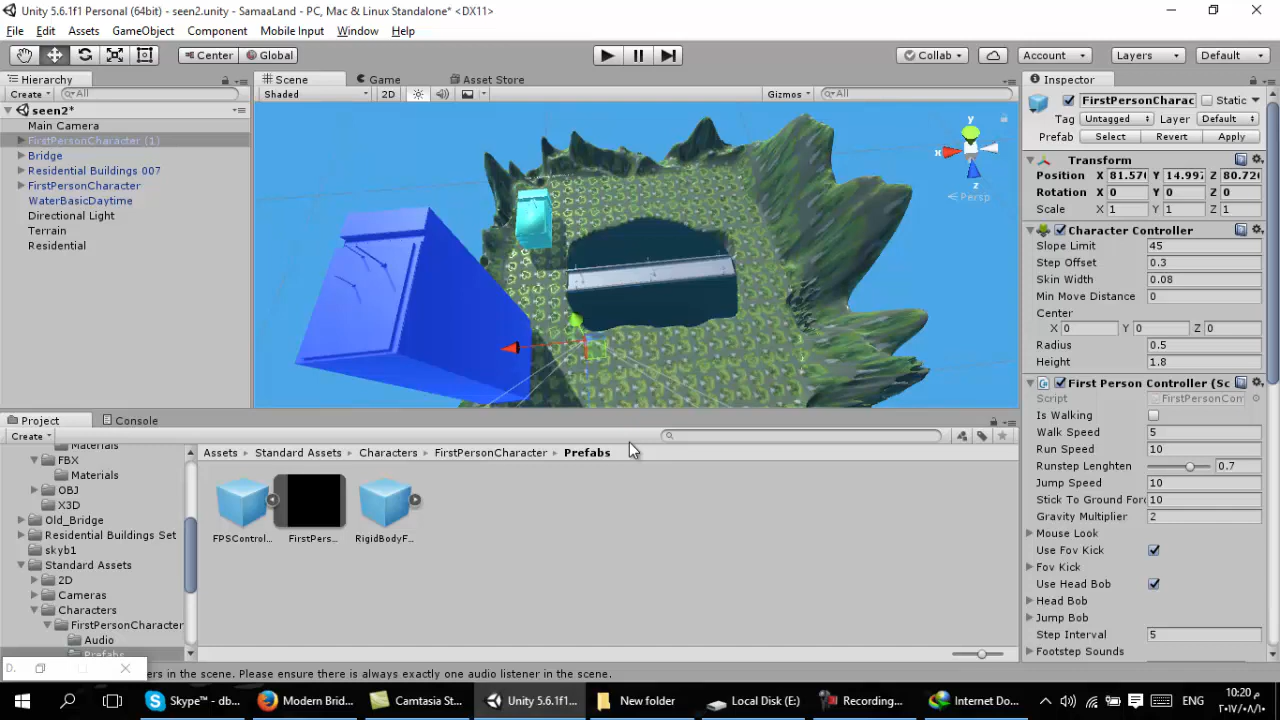 Unity 5.6.1f1 Personal (64bit) - seen2.unity - SamaaLand - PC, Mac & Linux Standalone* <DX11>
File Edit Assets GameObject Component Mobile Input Window Help
Center Global Collab Account Layers Default
Hierarchy
Create All
seen2*
Main Camera
FirstPersonCharacter (1)
Bridge
Residential Buildings 007
FirstPersonCharacter
WaterBasicDaytime
Directional Light
Terrain
Residential
Scene Game Asset Store
Shaded 2D Gizmos All
y
x
z
Persp
Inspector
FirstPersonCharac Static
Tag Untagged Layer Default
Prefab Select Revert Apply
Transform
Position X 81.570 Y 14.997 Z 80.720
Rotation X 0 Y 0 Z 0
Scale X 1 Y 1 Z 1
Character Controller
Slope Limit 45
Step Offset 0.3
Skin Width 0.08
Min Move Distance 0
Center
X 0 Y 0 Z 0
Radius 0.5
Height 1.8
First Person Controller (Sc
Script FirstPersonCon
Is Walking
Walk Speed 5
Run Speed 10
Runstep Lenghten 0.7
Jump Speed 10
Stick To Ground Forc 10
Gravity Multiplier 2
Mouse Look
Use Fov Kick
Fov Kick
Use Head Bob
Head Bob
Jump Bob
Step Interval 5
Footstep Sounds
Project Console
Create
Materials
FBX
Materials
OBJ
X3D
Old_Bridge
Residential Buildings Set
skyb1
Standard Assets
2D
Cameras
Characters
FirstPersonCharacter
Audio
Prefabs
Assets Standard Assets Characters FirstPersonCharacter Prefabs
FPSControl... FirstPers... RigidBodyF...
D.
ers in the scene. Please ensure there is always exactly one audio listener in the scene.
Skype™ - db... Modern Brid... Camtasia St... Unity 5.6.1f1... New folder Local Disk (E:) Recording... Internet Do... ENG
10:20 م